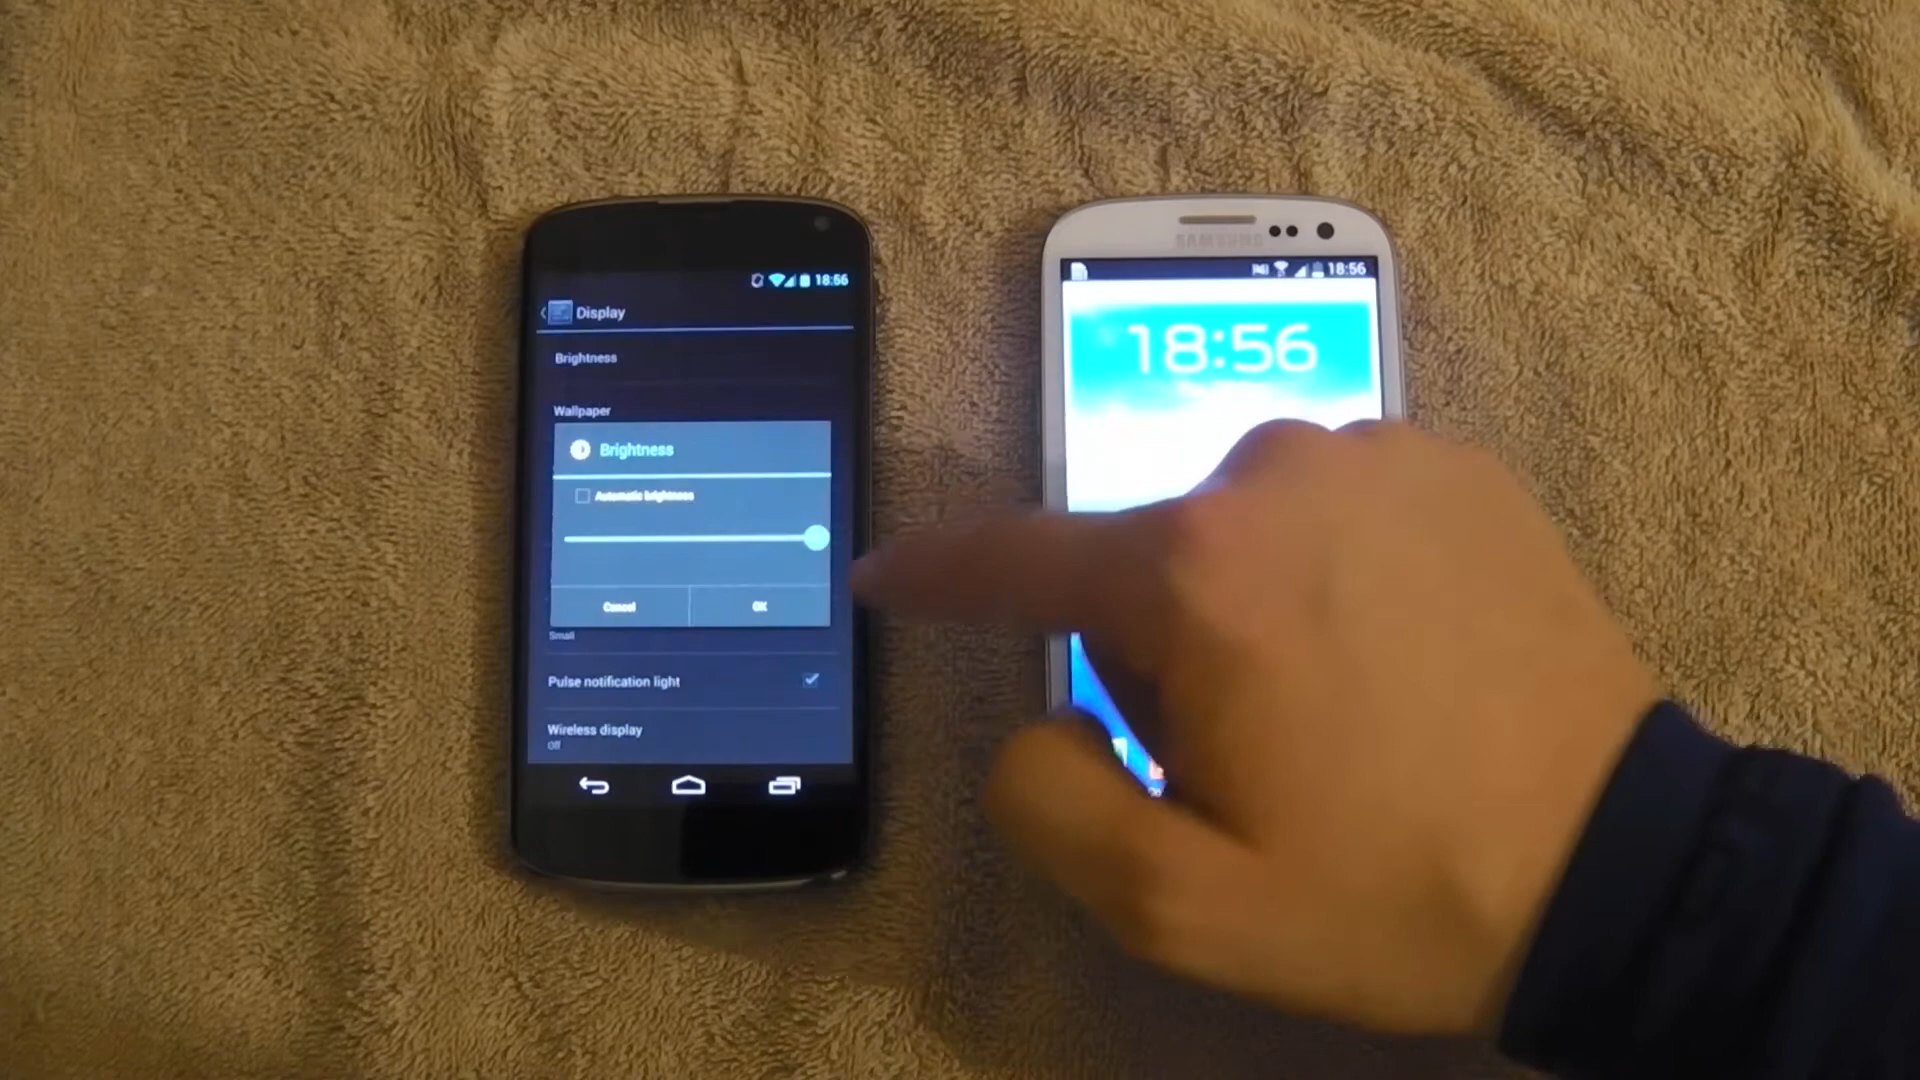 18:56
Display
Brightness
Wallpaper
Brightness
Automatic brightness
Cancel
OK
Small
Pulse notification light
Wireless display
Off
SAMSUNG
18:56
18:56